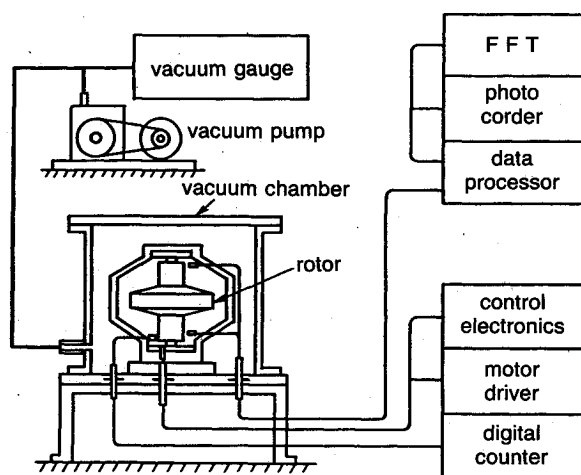 vacuum gauge
vacuum pump
vacuum chamber
rotor
F F T
photo
corder
data
processor
control
electronics
motor
driver
digital
counter